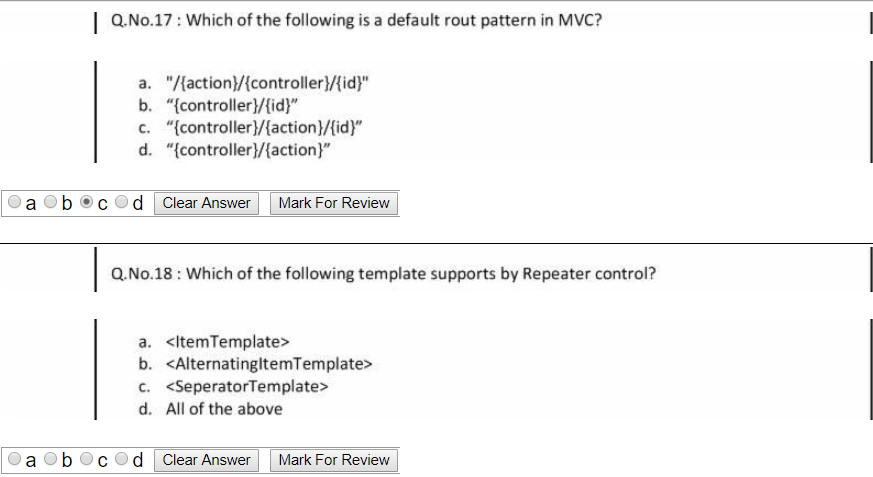 Q.No.17 : Which of the following is a default rout pattern in MVC?
a. "/{action}/{controller}/{id}"
b. “{controller}/{id}”
c. “{controller}/{action}/{id}”
d. “{controller}/{action}”
a b c d Clear Answer Mark For Review
Q.No.18 : Which of the following template supports by Repeater control?
a. <ItemTemplate>
b. <AlternatingItemTemplate>
c. <SeperatorTemplate>
d. All of the above
a b c d Clear Answer Mark For Review